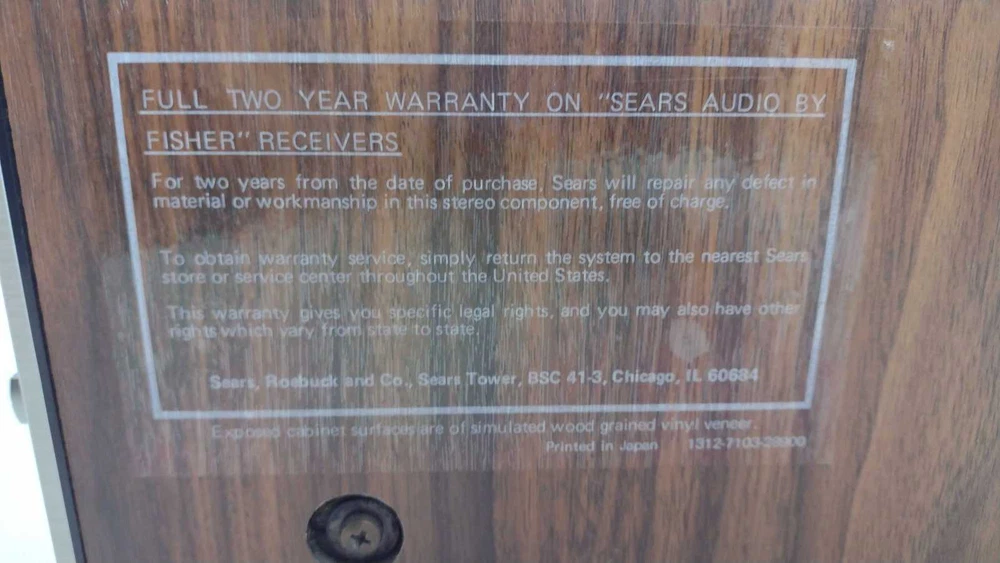 FULL TWO YEAR WARRANTY ON "SEARS AUDIO BY
FISHER" RECEIVERS
For two years from the date of purchase, Sears will repair any defect in
material or workmanship in this stereo component, free of charge.
To obtain warranty service, simply return the system to the nearest Sears
store or service center throughout the United States.
This warranty gives you specific legal rights, and you may also have other
rights which vary from state to state.
Sears, Roebuck and Co., Sears Tower, BSC 41-3, Chicago, IL 60684
Exposed cabinet surfaces are of simulated wood grained vinyl veneer.
Printed in Japan 1312-7103-29900